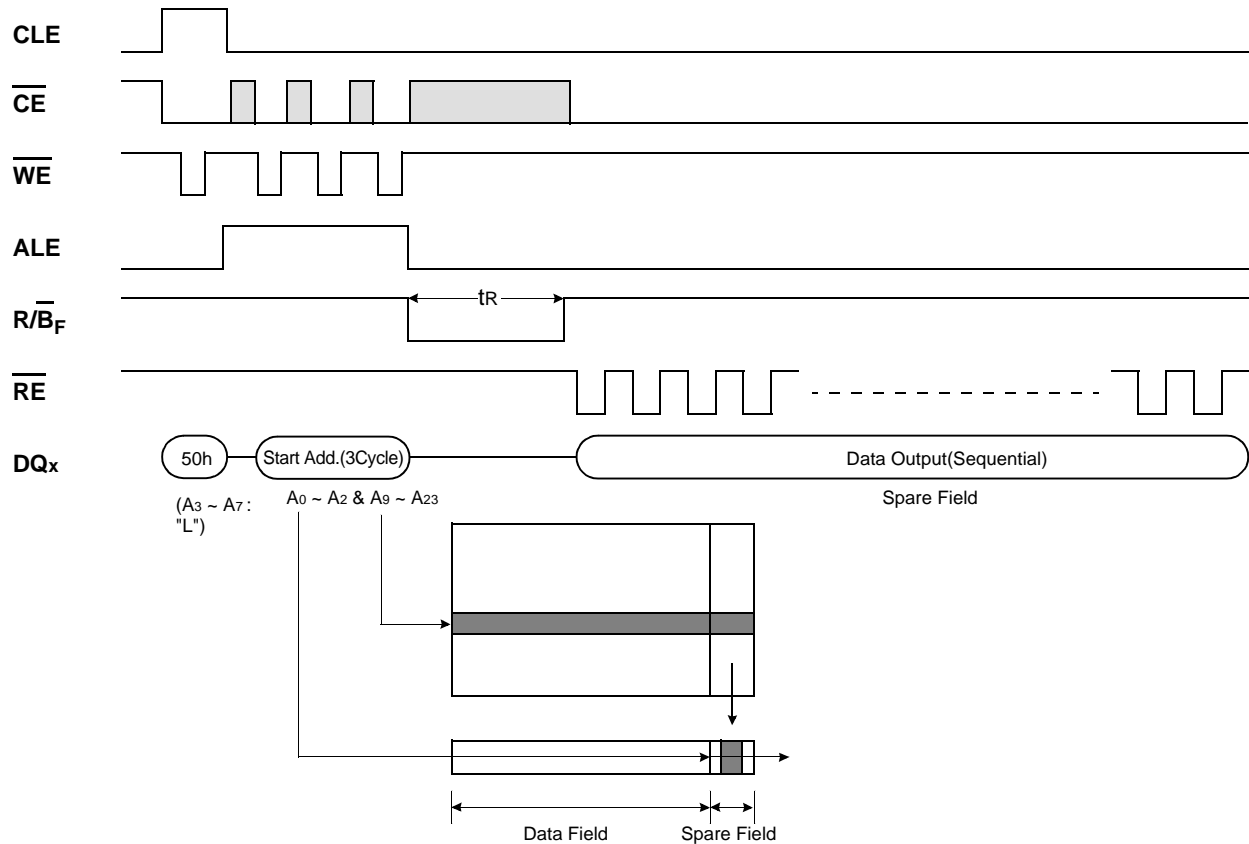 CLE
CE
WE
ALE
R/BF
tR
RE
DQx
50h
Start Add.(3Cycle)
Data Output(Sequential)
(A3 ~ A7 :
"L")
A0 ~ A2 & A9 ~ A23
Spare Field
Data Field
Spare Field